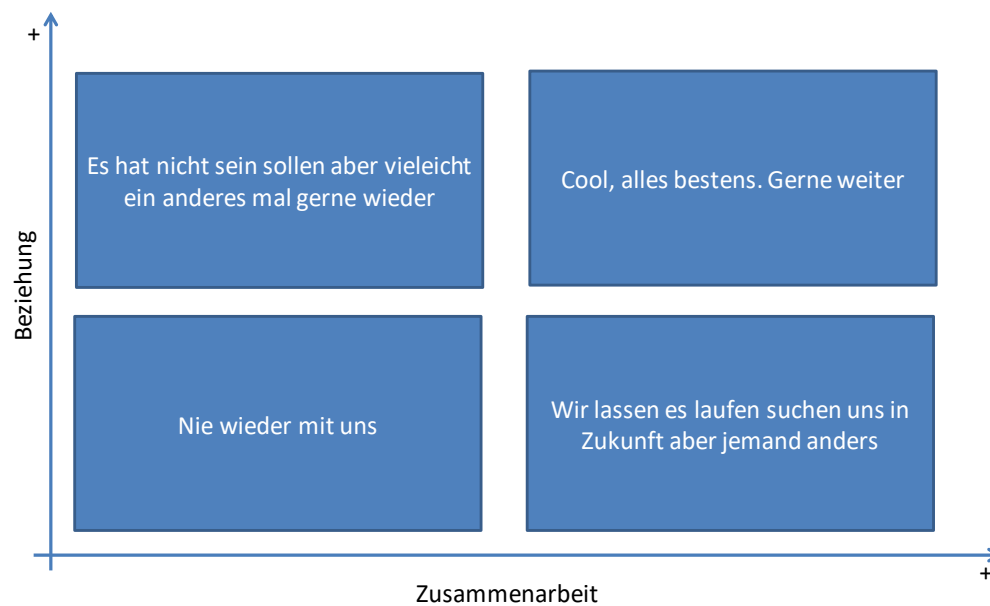 +
Es hat nicht sein sollen aber vieleicht
ein anderes mal gerne wieder
Cool, alles bestens. Gerne weiter
Beziehung
Nie wieder mit uns
Wir lassen es laufen suchen uns in
Zukunft aber jemand anders
+
Zusammenarbeit